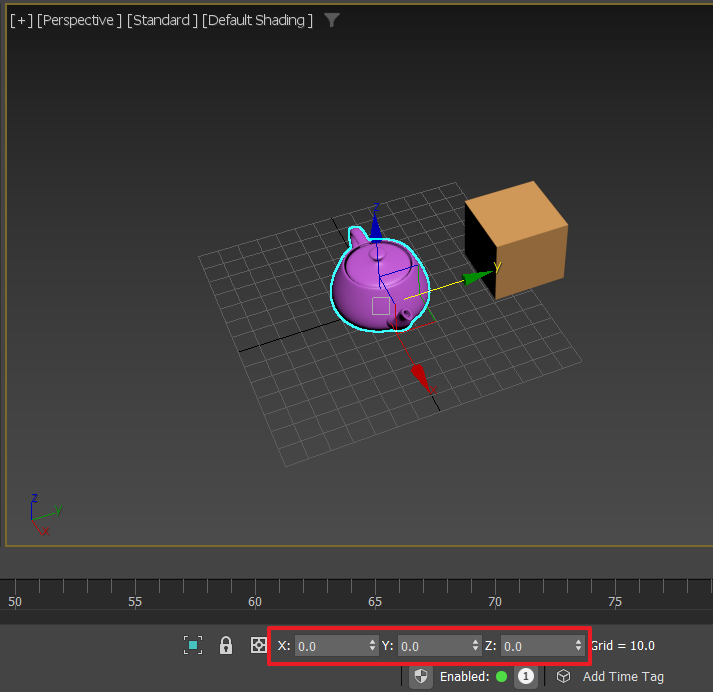 [+] [Perspective ] [Standard ] [Default Shading ]
z
y
x
z
y
x
50 55 60 65 70 75
X: 0.0 Y: 0.0 Z: 0.0 Grid = 10.0
Enabled: 1 Add Time Tag